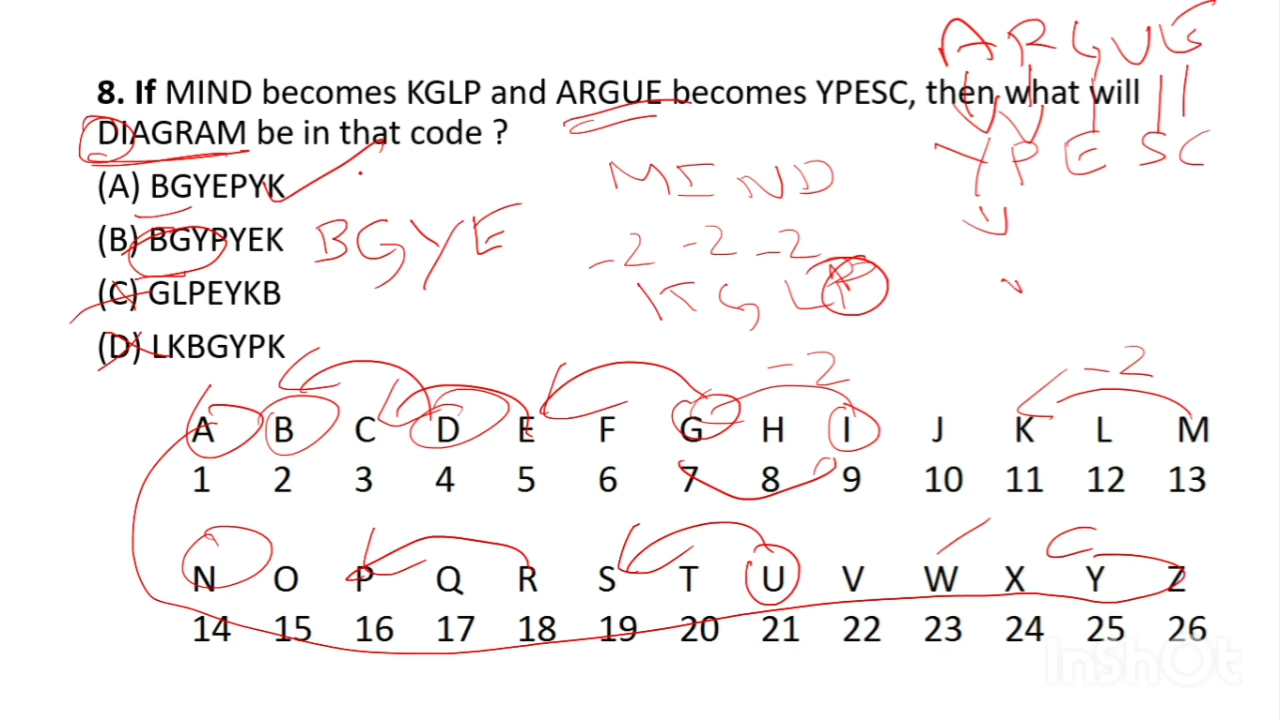 ARGUE
8. If MIND becomes KGLP and ARGUE becomes YPESC, then what will
DIAGRAM be in that code ?
YPESC
(A) BGYEPYK
MIND
(B) BGYPYEK
BGYE
-2 -2 -2
(C) GLPEYKB
KGLP
(D) LKBGYPK
-2
-2
A B C D E F G H I J K L M
1 2 3 4 5 6 7 8 9 10 11 12 13
N O P Q R S T U V W X Y Z
14 15 16 17 18 19 20 21 22 23 24 25 26
InShOt